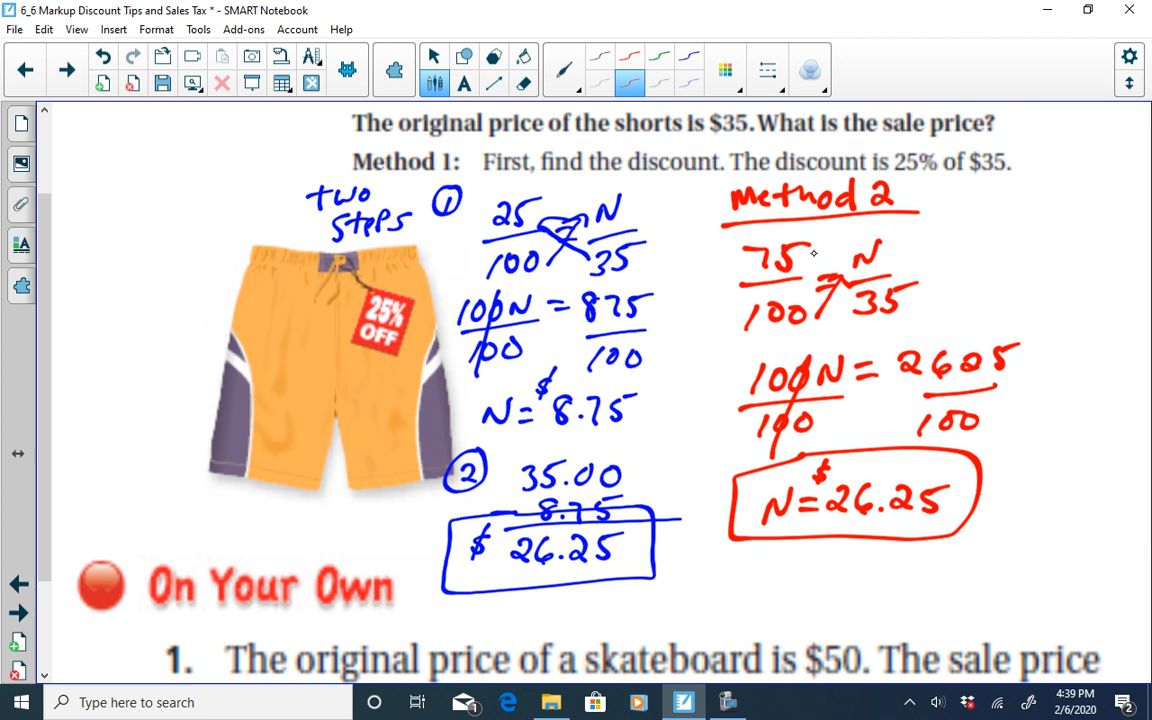 6_6 Markup Discount Tips and Sales Tax * - SMART Notebook
File Edit View Insert Format Tools Add-ons Account Help
The original price of the shorts is $35. What is the sale price?
Method 1: First, find the discount. The discount is 25% of $35.
two
steps
25%
OFF
①
25/100 = N/35
100N/100 = 875/100
N = $8.75
②
35.00
- 8.75
$ 26.25
Method 2
75/100 = N/35
100N/100 = 2625/100
N = $26.25
On Your Own
1. The original price of a skateboard is $50. The sale price
Type here to search
1
4:39 PM
2/6/2020
2